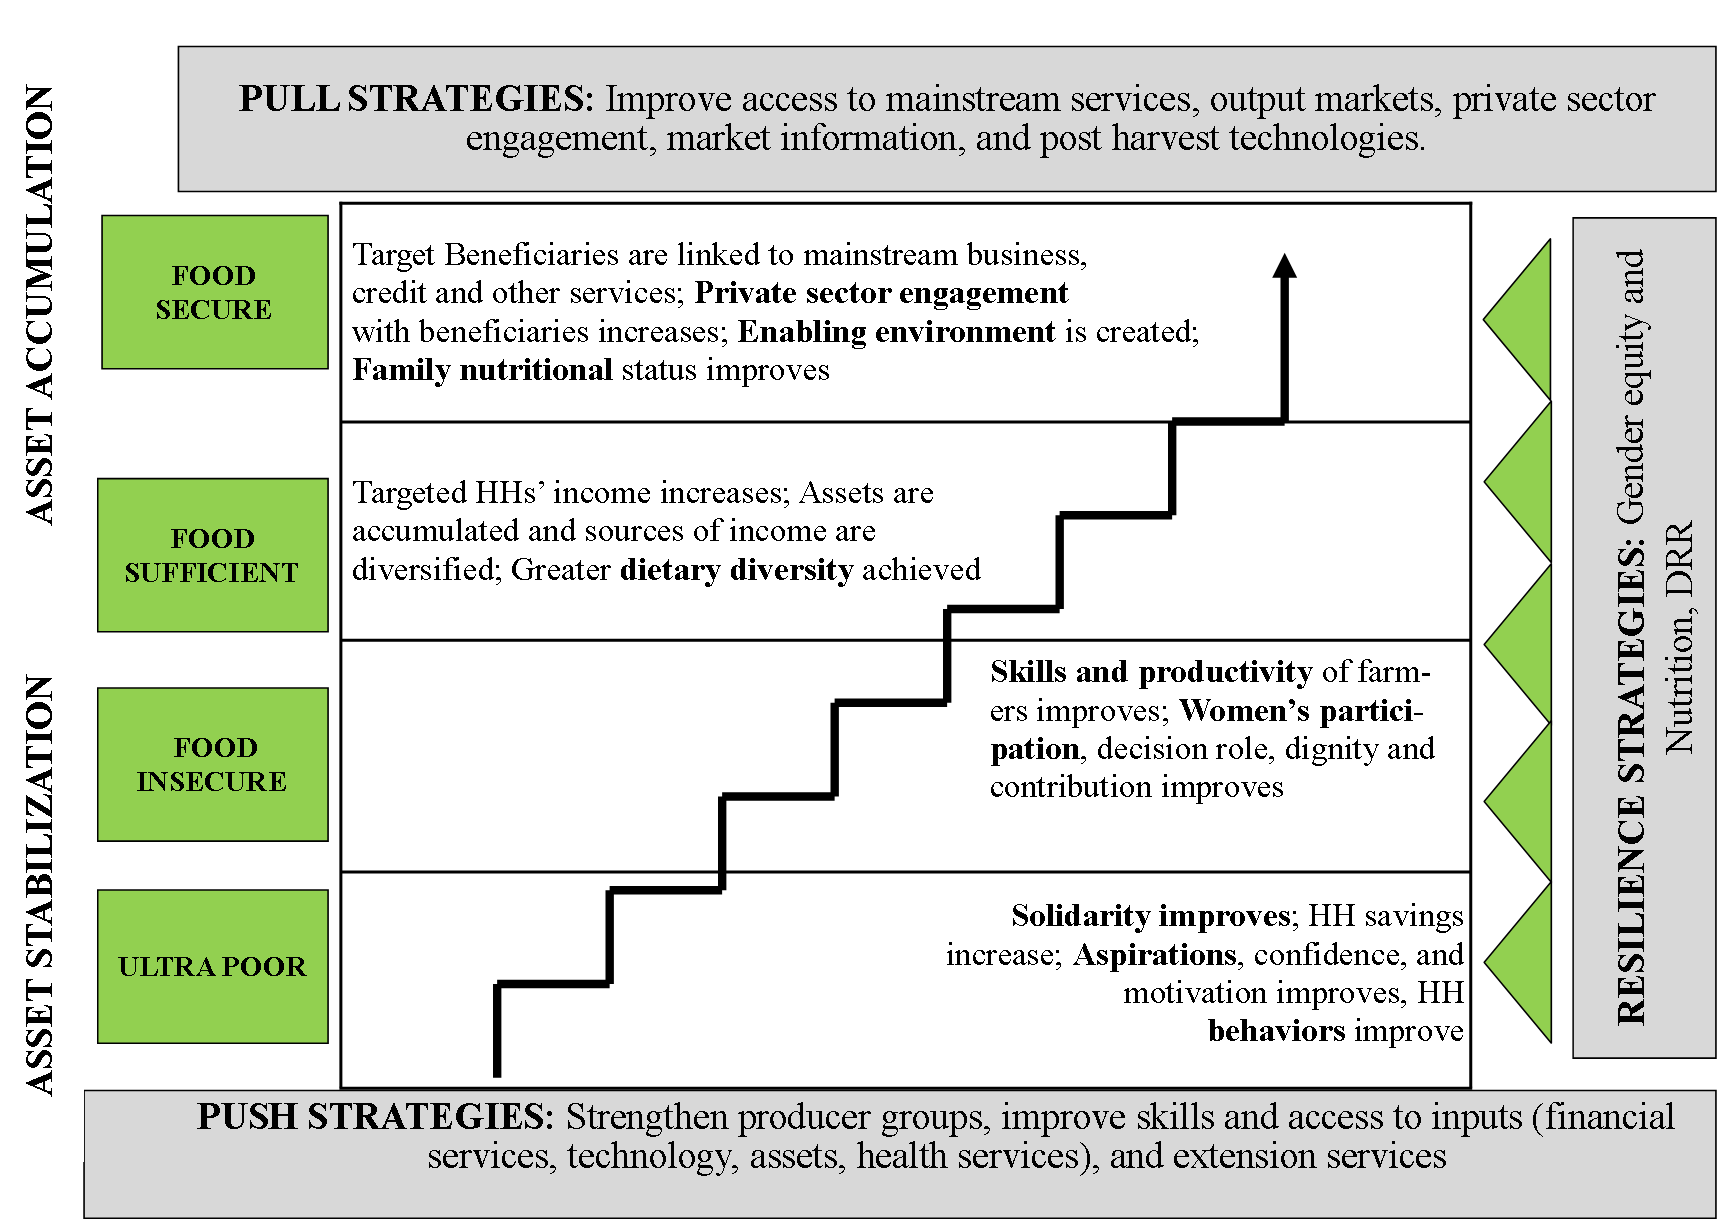 PULL STRATEGIES: Improve access to mainstream services, output markets, private sector
engagement, market information, and post harvest technologies.
ASSET ACCUMULATION
FOOD
SECURE
Target Beneficiaries are linked to mainstream business,
credit and other services; Private sector engagement
with beneficiaries increases; Enabling environment is created;
Family nutritional status improves
FOOD
SUFFICIENT
Targeted HHs’ income increases; Assets are
accumulated and sources of income are
diversified; Greater dietary diversity achieved
ASSET STABILIZATION
FOOD
INSECURE
Skills and productivity of farm-
ers improves; Women’s partici-
pation, decision role, dignity and
contribution improves
ULTRA POOR
Solidarity improves; HH savings
increase; Aspirations, confidence, and
motivation improves, HH
behaviors improve
RESILIENCE STRATEGIES: Gender equity and
Nutrition, DRR
PUSH STRATEGIES: Strengthen producer groups, improve skills and access to inputs (financial
services, technology, assets, health services), and extension services